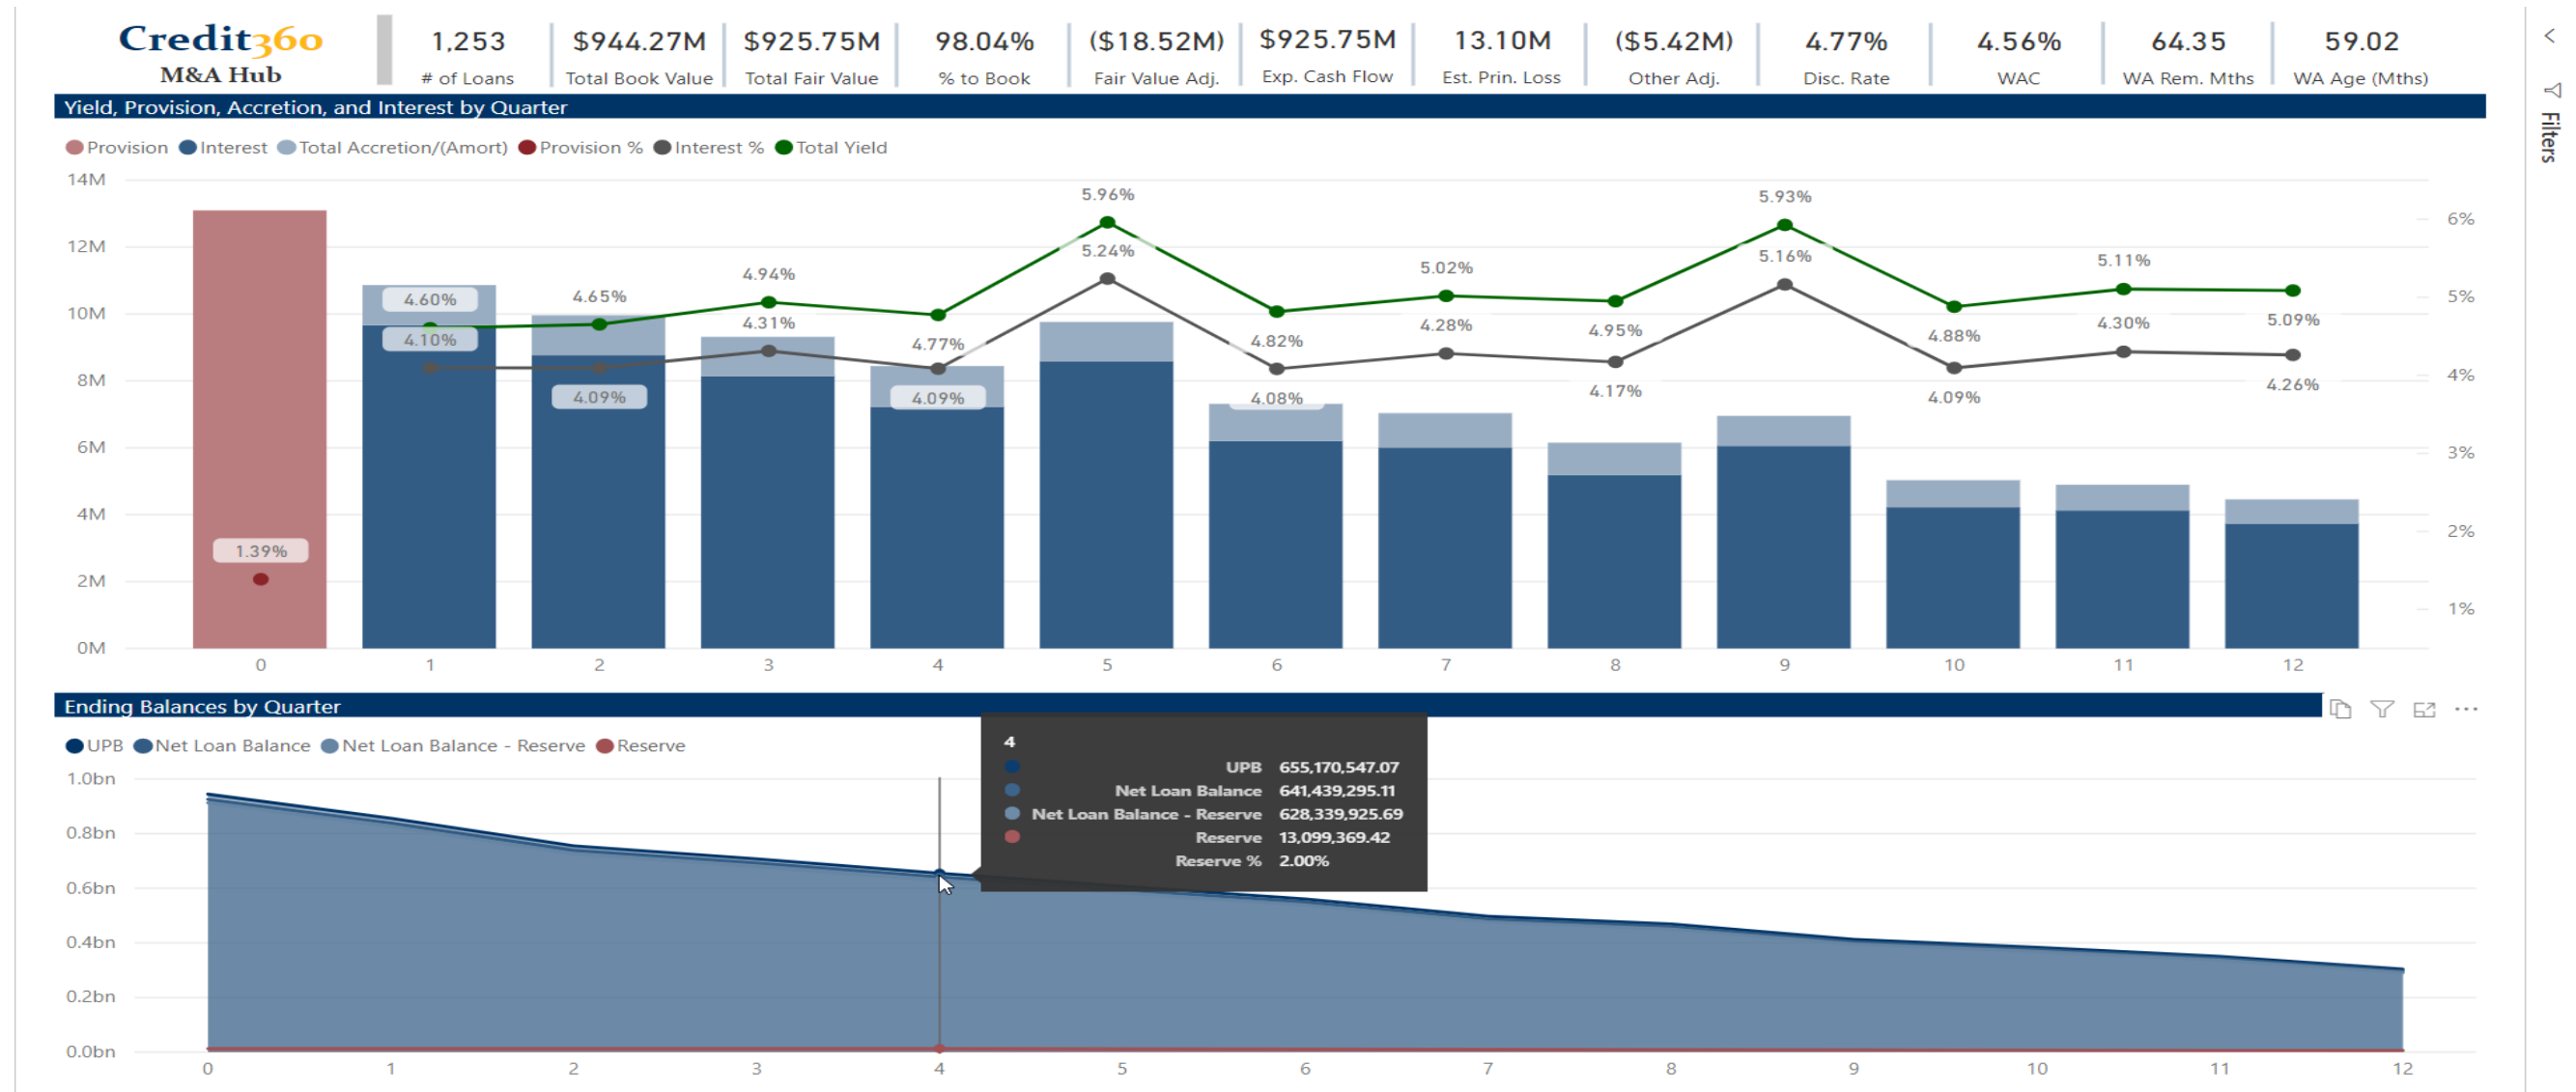 Credit360
M&A Hub
1,253
# of Loans
$944.27M
Total Book Value
$925.75M
Total Fair Value
98.04%
% to Book
($18.52M)
Fair Value Adj.
$925.75M
Exp. Cash Flow
13.10M
Est. Prin. Loss
($5.42M)
Other Adj.
4.77%
Disc. Rate
4.56%
WAC
64.35
WA Rem. Mths
59.02
WA Age (Mths)
Filters
Yield, Provision, Accretion, and Interest by Quarter
Provision Interest Total Accretion/(Amort) Provision % Interest % Total Yield
14M
12M
10M
8M
6M
4M
2M
0M
6%
5%
4%
3%
2%
1%
1.39%
4.60%
4.65%
4.94%
4.77%
5.96%
4.82%
5.02%
4.95%
5.93%
4.88%
5.11%
5.09%
4.10%
4.09%
4.31%
4.09%
5.24%
4.08%
4.28%
4.17%
5.16%
4.09%
4.30%
4.26%
0 1 2 3 4 5 6 7 8 9 10 11 12
Ending Balances by Quarter
UPB Net Loan Balance Net Loan Balance - Reserve Reserve
1.0bn
0.8bn
0.6bn
0.4bn
0.2bn
0.0bn
4
UPB 655,170,547.07
Net Loan Balance 641,439,295.11
Net Loan Balance - Reserve 628,339,925.69
Reserve 13,099,369.42
Reserve % 2.00%
0 1 2 3 4 5 6 7 8 9 10 11 12